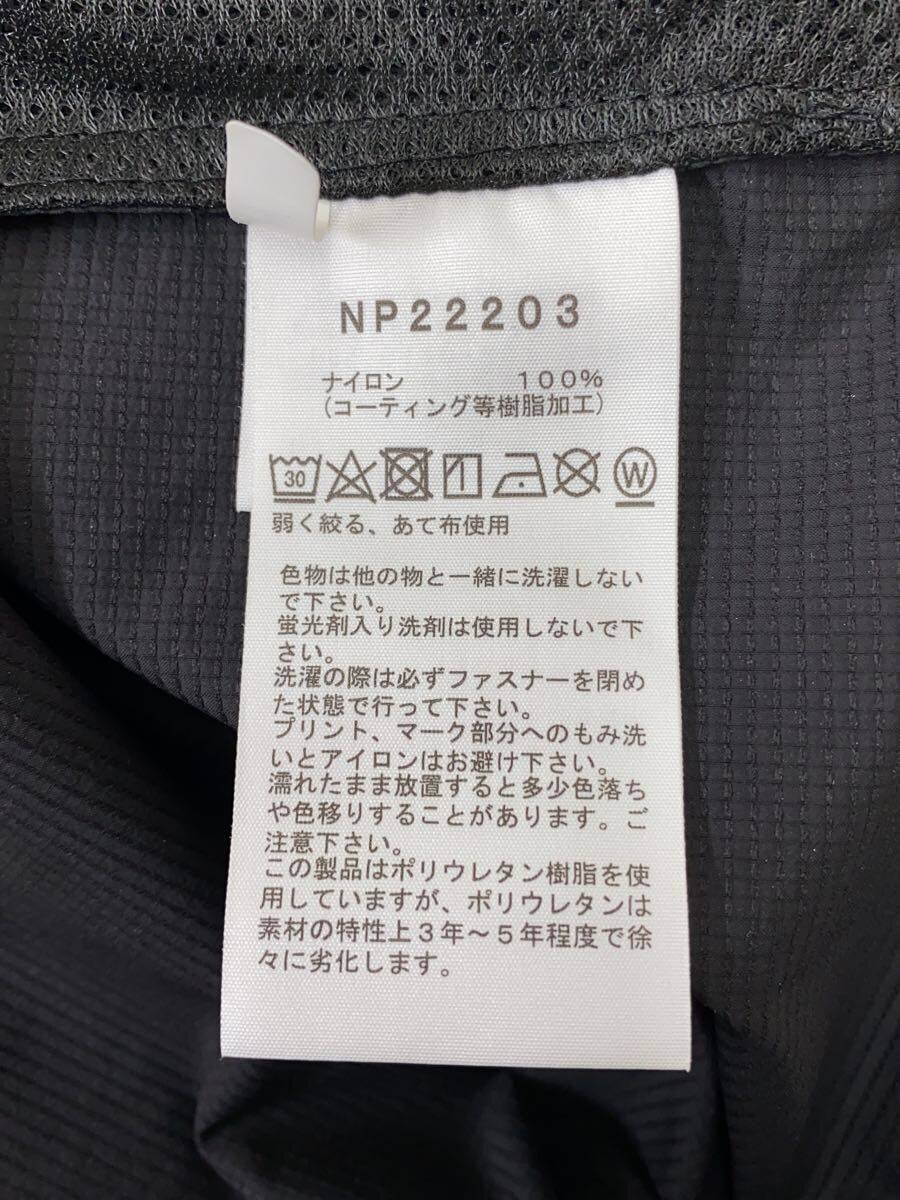 NP22203
ナイロン 100%
(コーティング等樹脂加工)
30
W
弱く絞る、あて布使用
色物は他の物と一緒に洗濯しない
で下さい。
蛍光剤入り洗剤は使用しないで下
さい。
洗濯の際は必ずファスナーを閉め
た状態で行って下さい。
プリント、マーク部分へのもみ洗
いとアイロンはお避け下さい。
濡れたまま放置すると多少色落ち
や色移りすることがあります。ご
注意下さい。
この製品はポリウレタン樹脂を使
用していますが、ポリウレタンは
素材の特性上3年～5年程度で徐
々に劣化します。